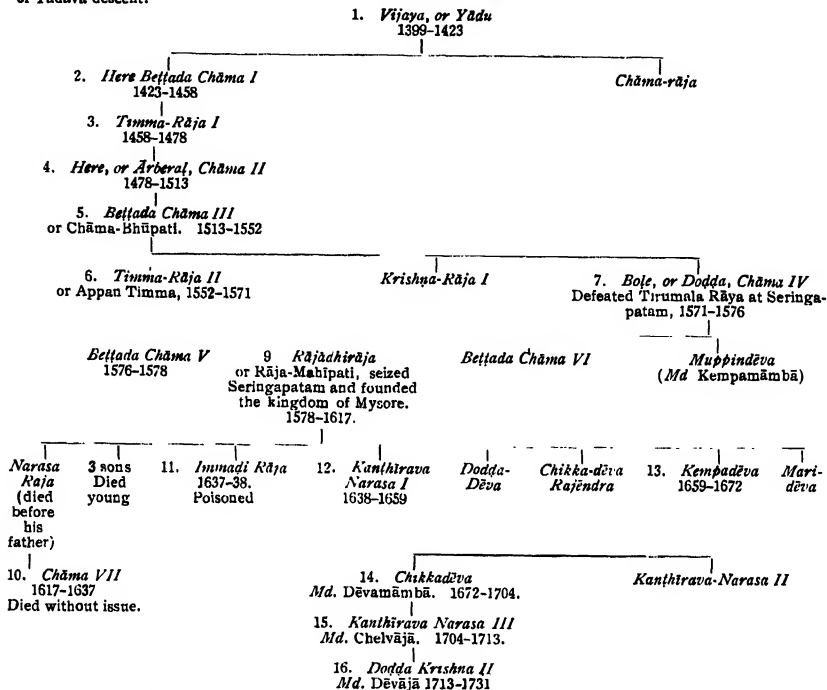 of Yādava descent.
1. Vijaya, or Yādu
1399–1423
2. Here Beṭṭada Chāma I
1423–1458
Chāma-rāja
3. Timma-Rāja I
1458–1478
4. Here, or Ārberaḷ, Chāma II
1478–1513
5. Beṭṭada Chāma III
or Chāma-Bhūpati. 1513–1552
6. Timma-Rāja II
or Appan Timma, 1552–1571
Krishṇa-Rāja I
7. Boḷe, or Doḍḍa, Chāma IV
Defeated Tirumala Rāya at Seringa-
patam, 1571–1576
Beṭṭada Chāma V
1576–1578
9 Rājādhirāja
or Rāja-Mahīpati, seized
Seringapatam and founded
the kingdom of Mysore.
1578–1617.
Beṭṭada Chāma VI
Muppindēva
(Md Kempamāmbā)
Narasa
Raja
(died
before
his
father)
3 sons
Died
young
11. Immaḍi Rāja
1637–38.
Poisoned
12. Kaṇṭhīrava
Narasa I
1638–1659
Doḍḍa-
Dēva
Chikka-dēva
Rajēndra
13. Kempadēva
1659–1672
Mari-
dēva
10. Chāma VII
1617–1637
Died without issue.
14. Chikkadēva
Md. Dēvamāmbā. 1672–1704.
Kaṇṭhīrava-Narasa II
15. Kanthīrava Narasa III
Md. Chelvājā. 1704–1713.
16. Doḍḍa Krishna II
Md. Dēvājā 1713–1731